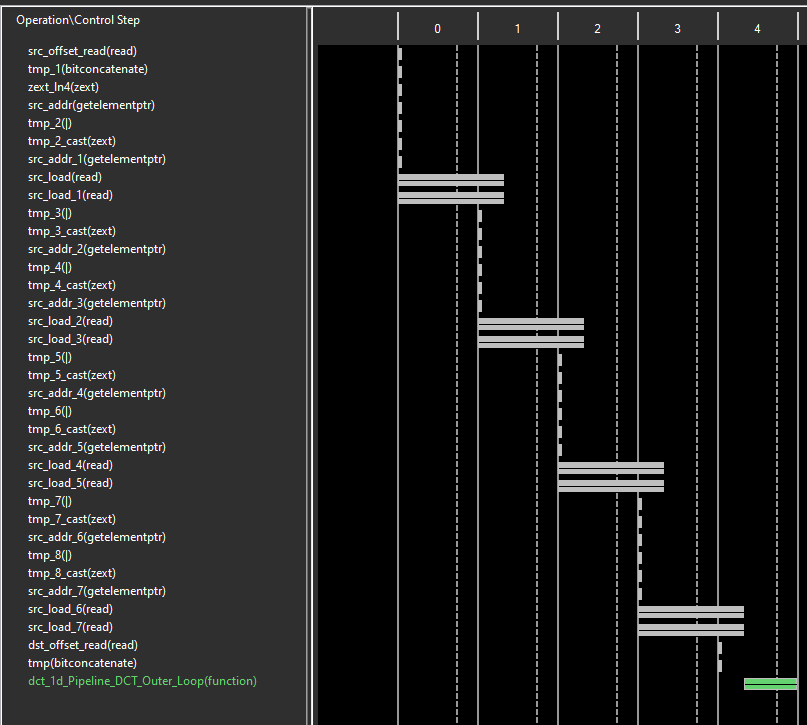 Operation\Control Step 0 1 2 3 4
src_offset_read(read)
tmp_1(bitconcatenate)
zext_ln4(zext)
src_addr(getelementptr)
tmp_2(|)
tmp_2_cast(zext)
src_addr_1(getelementptr)
src_load(read)
src_load_1(read)
tmp_3(|)
tmp_3_cast(zext)
src_addr_2(getelementptr)
tmp_4(|)
tmp_4_cast(zext)
src_addr_3(getelementptr)
src_load_2(read)
src_load_3(read)
tmp_5(|)
tmp_5_cast(zext)
src_addr_4(getelementptr)
tmp_6(|)
tmp_6_cast(zext)
src_addr_5(getelementptr)
src_load_4(read)
src_load_5(read)
tmp_7(|)
tmp_7_cast(zext)
src_addr_6(getelementptr)
tmp_8(|)
tmp_8_cast(zext)
src_addr_7(getelementptr)
src_load_6(read)
src_load_7(read)
dst_offset_read(read)
tmp(bitconcatenate)
dct_1d_Pipeline_DCT_Outer_Loop(function)